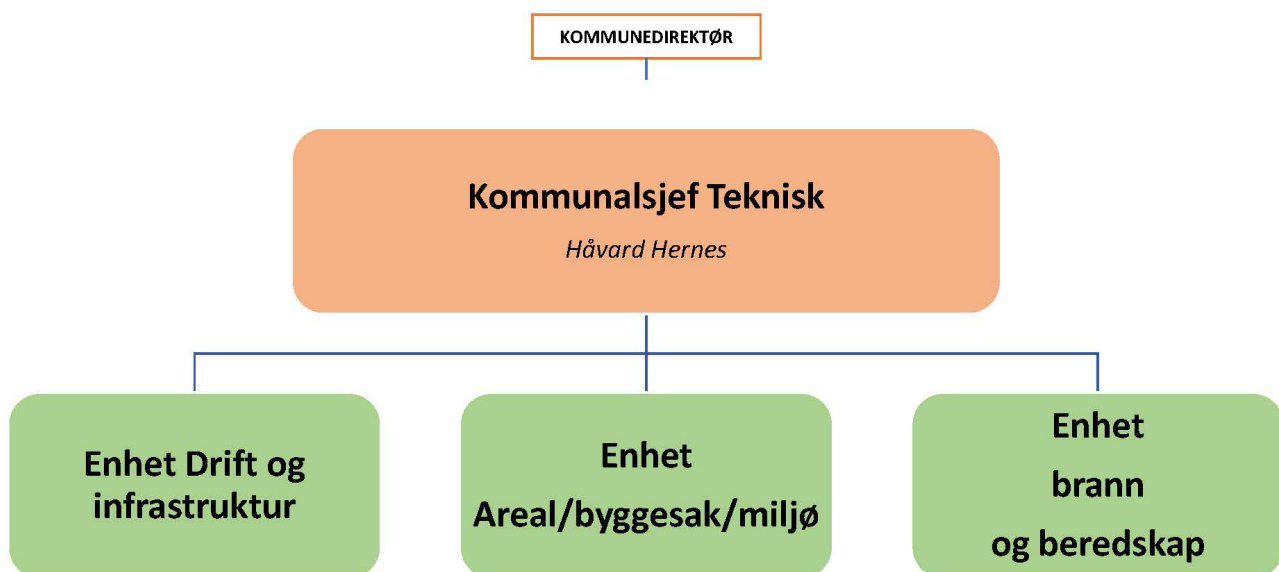 KOMMUNEDIREKTØR
Kommunalsjef Teknisk
Håvard Hernes
Enhet Drift og
infrastruktur
Enhet
Areal/byggesak/miljø
Enhet
brann
og beredskap